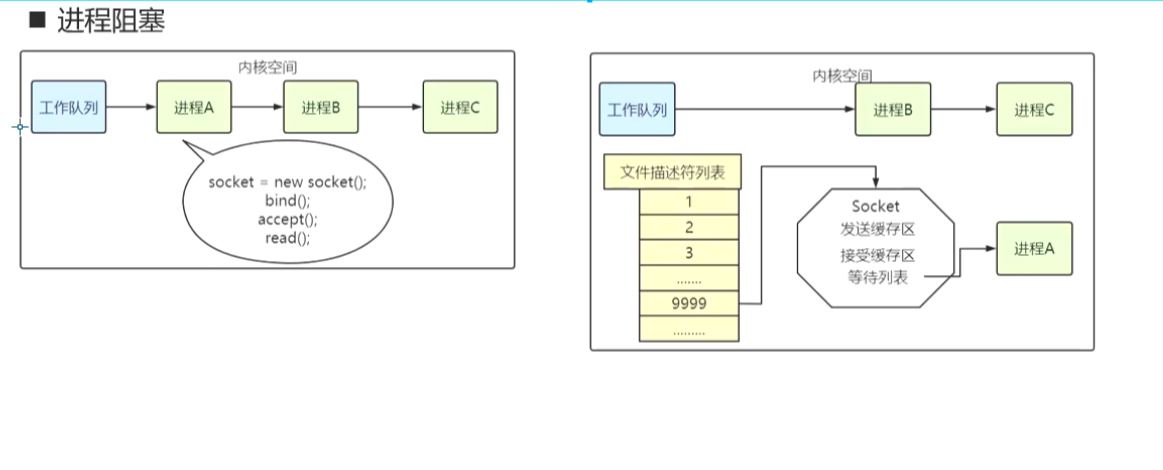 ■ 进程阻塞
内核空间
工作队列
进程A
进程B
进程C
socket = new socket();
bind();
accept();
read();
内核空间
工作队列
进程B
进程C
文件描述符列表
1
2
3
.......
9999
.........
Socket
发送缓存区
接受缓存区
等待列表
进程A